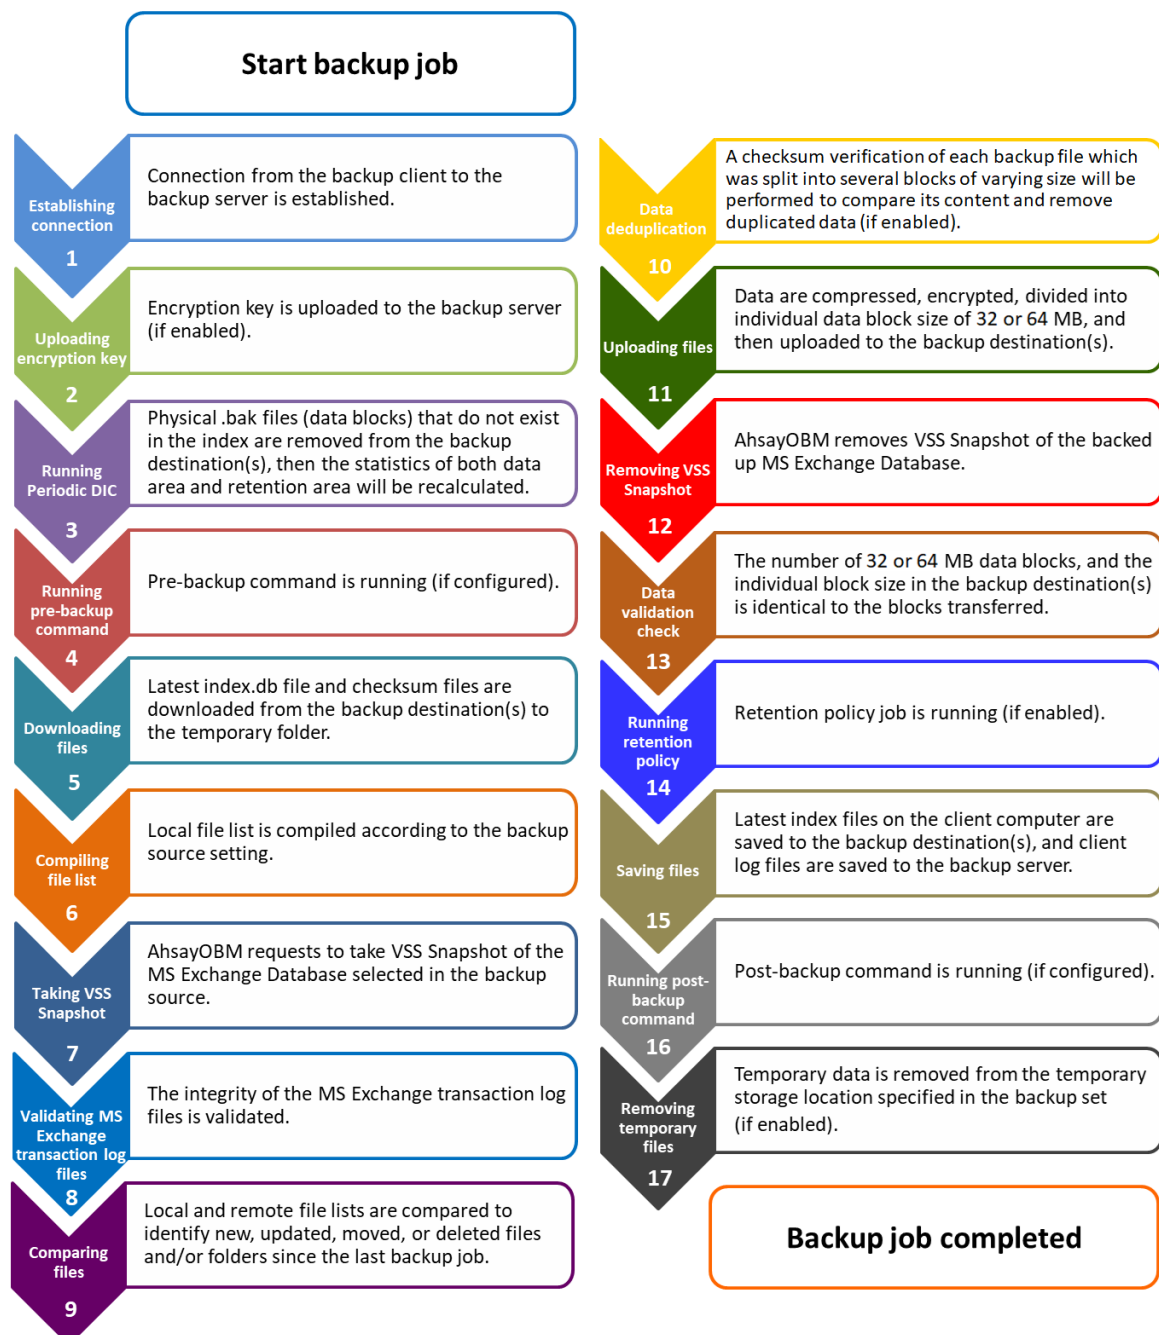 Start backup job
Establishing
connection
1
Connection from the backup client to the
backup server is established.
Uploading
encryption key
2
Encryption key is uploaded to the backup server
(if enabled).
Running
Periodic DIC
3
Physical .bak files (data blocks) that do not exist
in the index are removed from the backup
destination(s), then the statistics of both data
area and retention area will be recalculated.
Running
pre-backup
command
4
Pre-backup command is running (if configured).
Downloading
files
5
Latest index.db file and checksum files are
downloaded from the backup destination(s) to
the temporary folder.
Compiling
file list
6
Local file list is compiled according to the backup
source setting.
Taking VSS
Snapshot
7
AhsayOBM requests to take VSS Snapshot of the
MS Exchange Database selected in the backup
source.
Validating MS
Exchange
transaction log
files
8
The integrity of the MS Exchange transaction log
files is validated.
Comparing
files
9
Local and remote file lists are compared to
identify new, updated, moved, or deleted files
and/or folders since the last backup job.
Data
deduplication
10
A checksum verification of each backup file which
was split into several blocks of varying size will be
performed to compare its content and remove
duplicated data (if enabled).
Uploading files
11
Data are compressed, encrypted, divided into
individual data block size of 32 or 64 MB, and
then uploaded to the backup destination(s).
Removing VSS
Snapshot
12
AhsayOBM removes VSS Snapshot of the backed
up MS Exchange Database.
Data
validation
check
13
The number of 32 or 64 MB data blocks, and the
individual block size in the backup destination(s)
is identical to the blocks transferred.
Running
retention
policy
14
Retention policy job is running (if enabled).
Saving files
15
Latest index files on the client computer are
saved to the backup destination(s), and client
log files are saved to the backup server.
Running post-
backup
command
16
Post-backup command is running (if configured).
Removing
temporary
files
17
Temporary data is removed from the temporary
storage location specified in the backup set
(if enabled).
Backup job completed